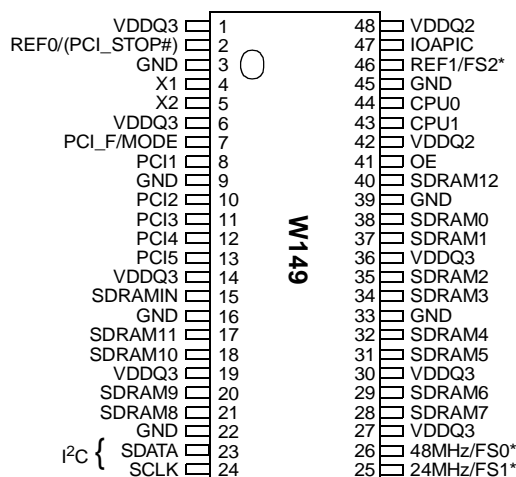 VDDQ3 1 48 VDDQ2
REF0/(PCI_STOP#) 2 47 IOAPIC
GND 3 46 REF1/FS2*
X1 4 45 GND
X2 5 44 CPU0
VDDQ3 6 43 CPU1
PCI_F/MODE 7 42 VDDQ2
PCI1 8 41 OE
GND 9 40 SDRAM12
PCI2 10 39 GND
PCI3 11 38 SDRAM0
PCI4 12 37 SDRAM1
PCI5 13 36 VDDQ3
VDDQ3 14 35 SDRAM2
SDRAMIN 15 34 SDRAM3
GND 16 33 GND
SDRAM11 17 32 SDRAM4
SDRAM10 18 31 SDRAM5
VDDQ3 19 30 VDDQ3
SDRAM9 20 29 SDRAM6
SDRAM8 21 28 SDRAM7
GND 22 27 VDDQ3
I²C { SDATA 23 26 48MHz/FS0*
SCLK 24 25 24MHz/FS1*
W149